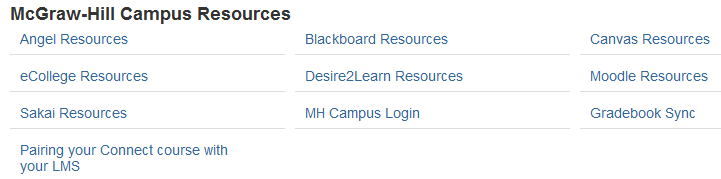 McGraw-Hill Campus Resources
Angel Resources
Blackboard Resources
Canvas Resources
eCollege Resources
Desire2Learn Resources
Moodle Resources
Sakai Resources
MH Campus Login
Gradebook Sync
Pairing your Connect course with
your LMS